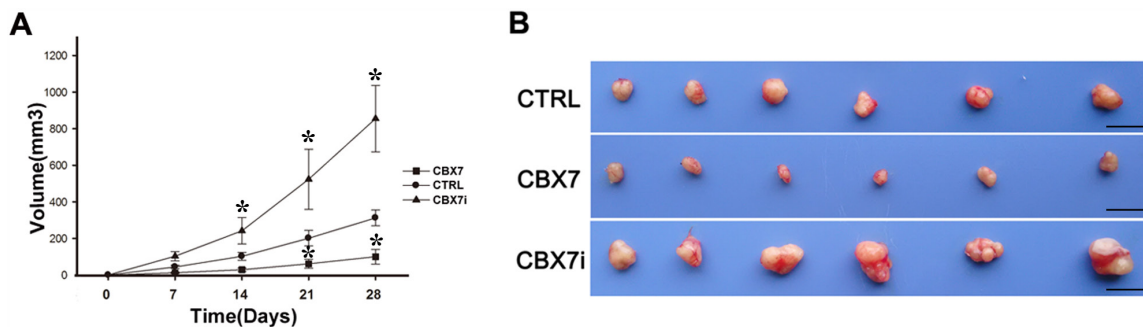 A
Volume(mm3)
1200
1000
800
600
400
200
0
0 7 14 21 28
Time(Days)
*
*
*
*
*
CBX7
CTRL
CBX7i
B
CTRL
CBX7
CBX7i